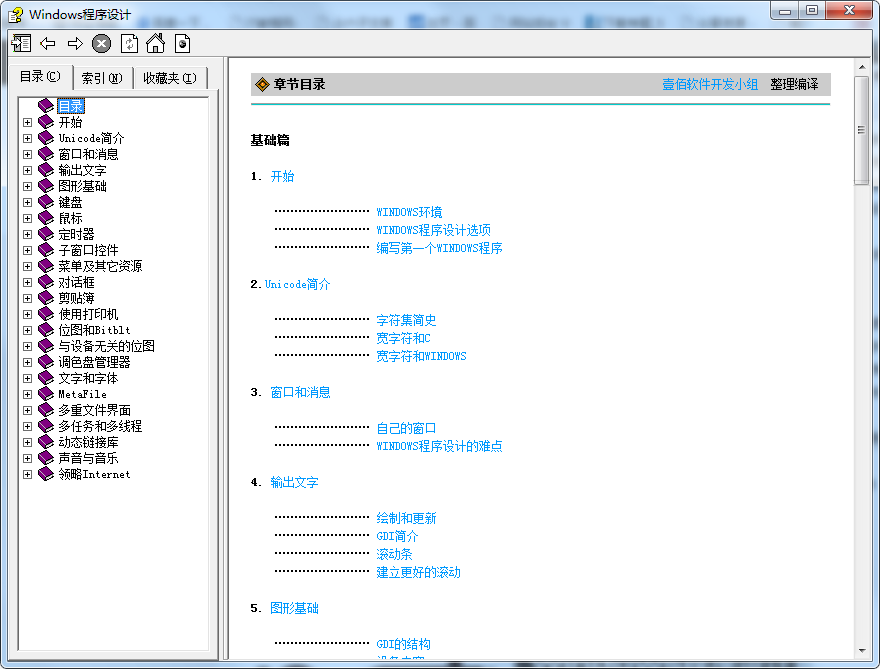 Windows程序设计
目录(C)
索引(N)
收藏夹(I)
目录
开始
Unicode简介
窗口和消息
输出文字
图形基础
键盘
鼠标
定时器
子窗口控件
菜单及其它资源
对话框
剪贴簿
使用打印机
位图和Bitblt
与设备无关的位图
调色盘管理器
文字和字体
MetaFile
多重文件界面
多任务和多线程
动态链接库
声音与音乐
领略Internet
章节目录 壹佰软件开发小组 整理编译
基础篇
1. 开始
WINDOWS环境
WINDOWS程序设计选项
编写第一个WINDOWS程序
2.Unicode简介
字符集简史
宽字符和C
宽字符和WINDOWS
3. 窗口和消息
自己的窗口
WINDOWS程序设计的难点
4. 输出文字
绘制和更新
GDI简介
滚动条
建立更好的滚动
5. 图形基础
GDI的结构